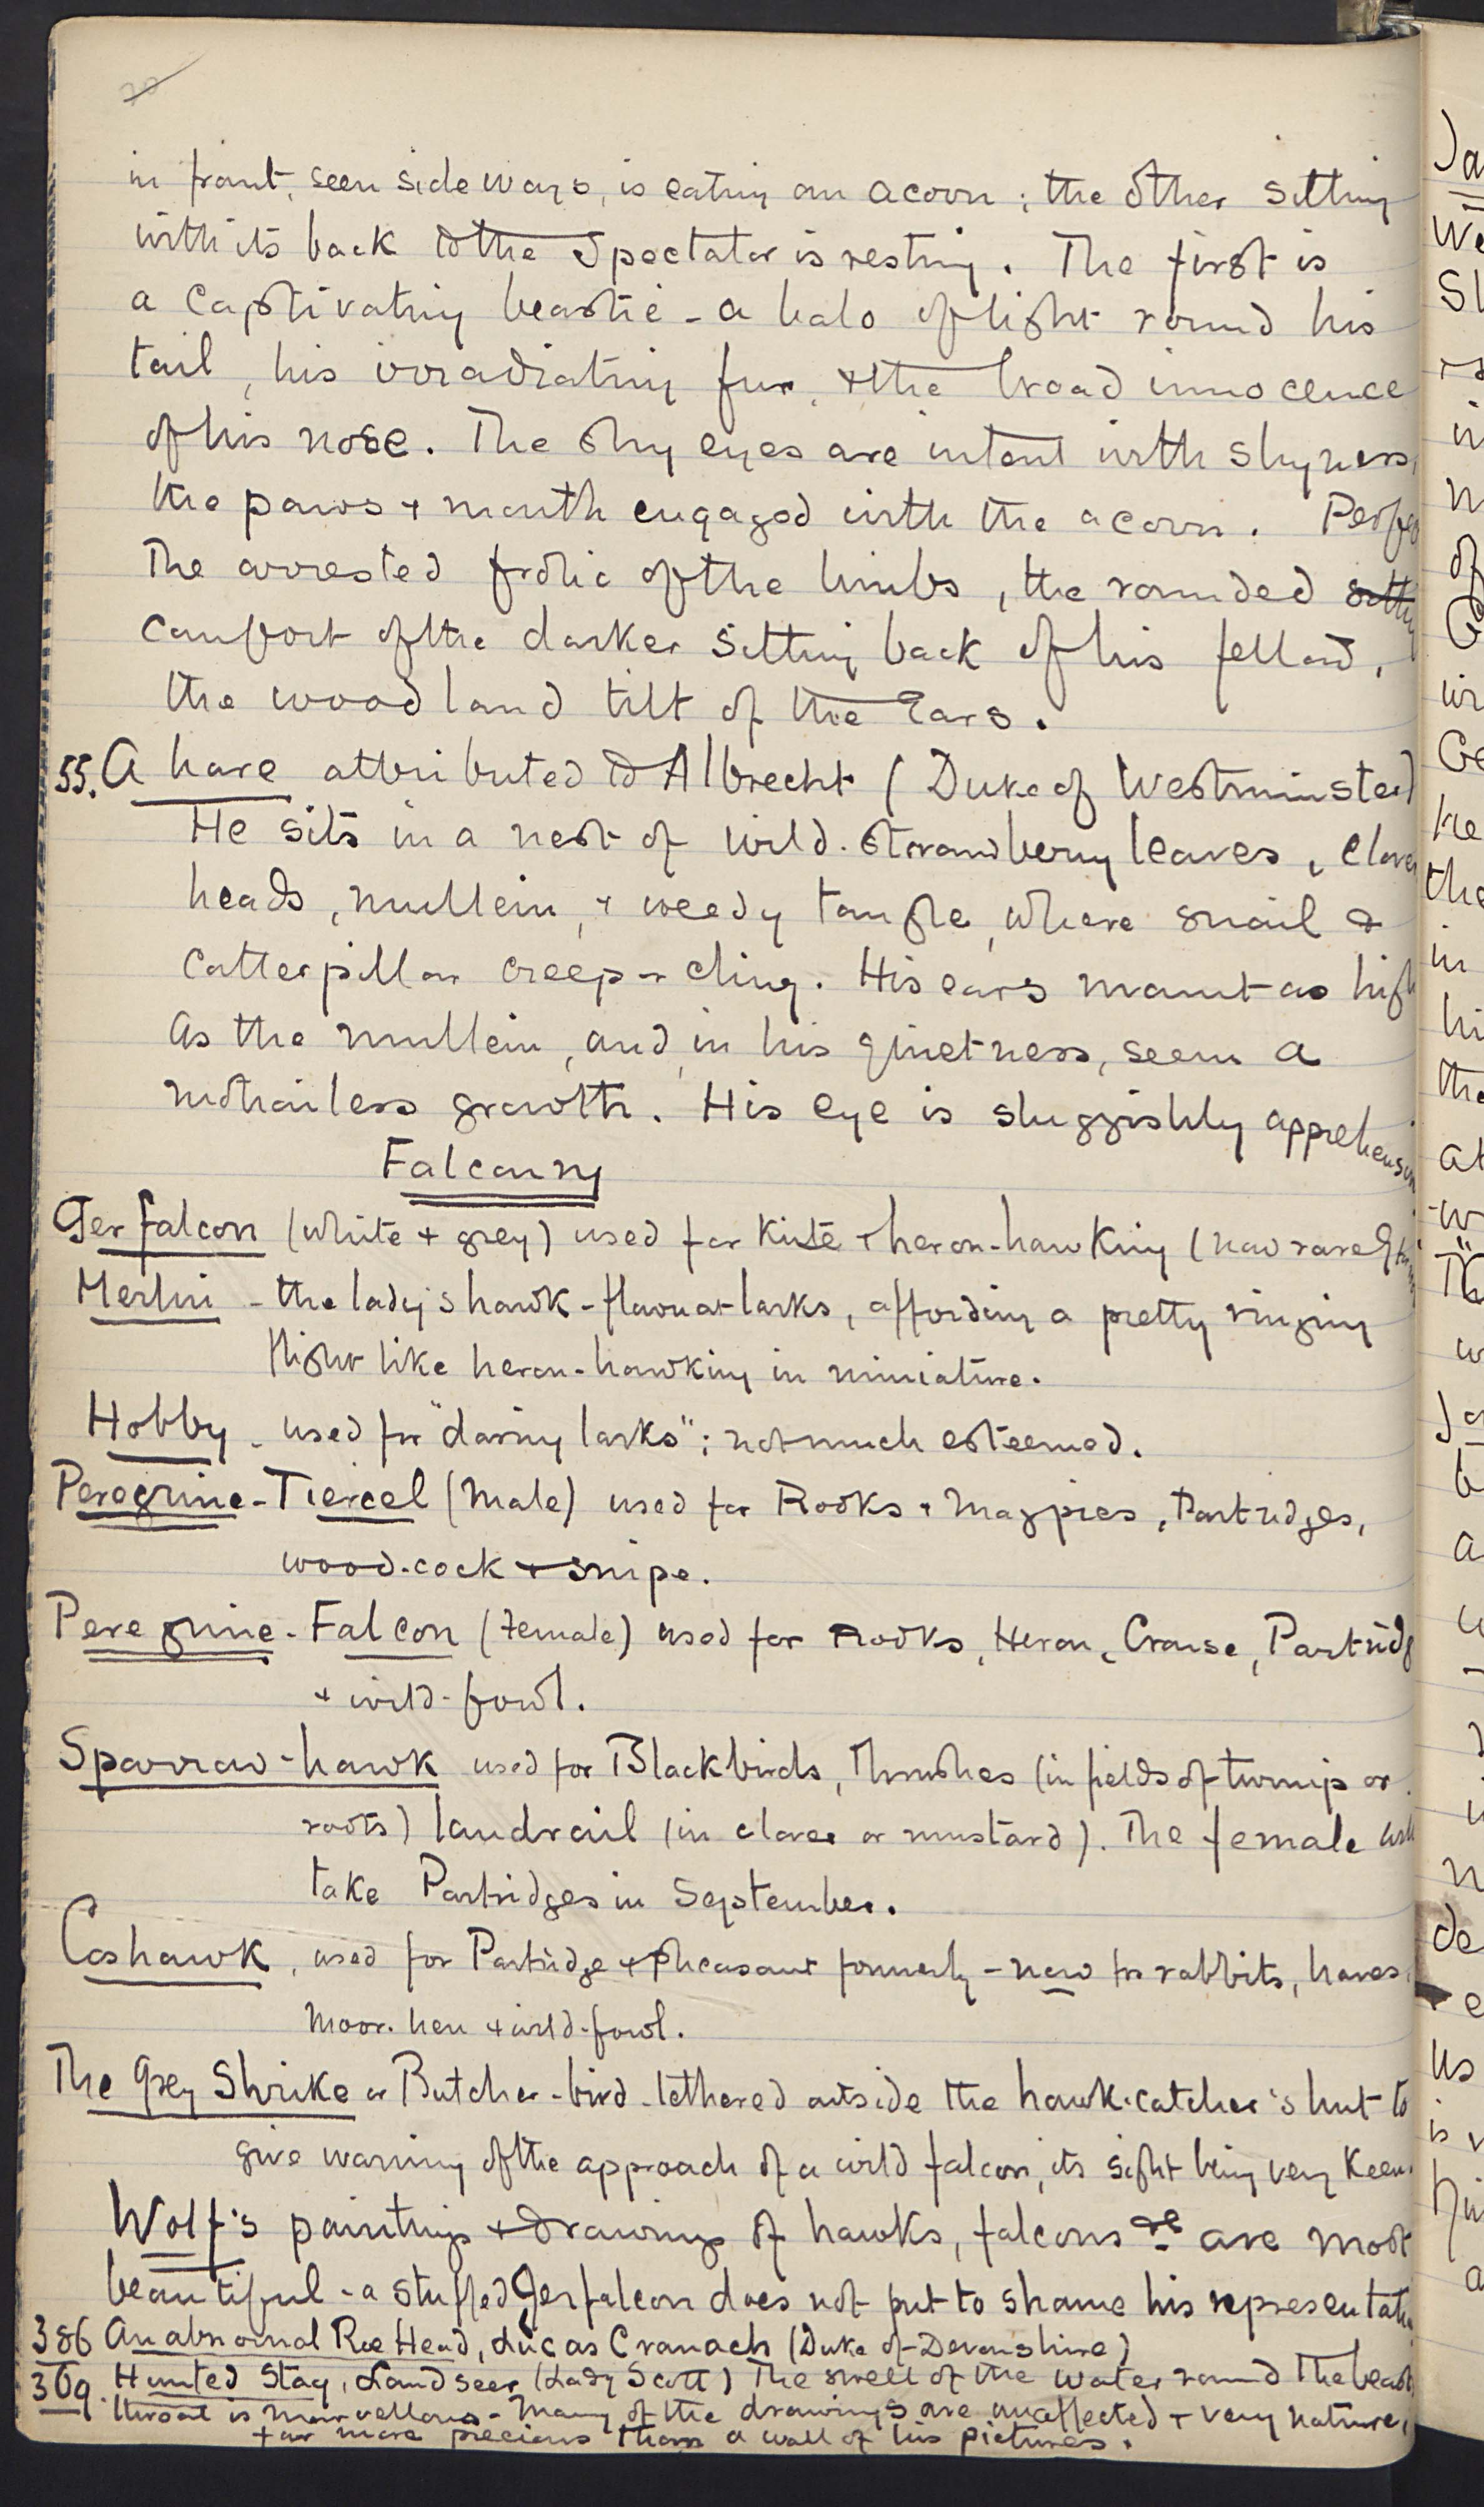 20
in front, seen sideways, is eating an acorn; the other sitting
with its back to the Spectator is resting. The first is
a captivating beastie - a halo of light round his
tail, his irradiating fur, & the broad innocence
of his nose. The shy eyes are intent with shyness,
the paws & mouth engaged with the acorn.
The arrested frolic of the limbs, the rounded
comfort of the darker sitting back of his fellow,
the woodland tilt of the Ears.
55. A hare attributed to Albrecht (Duke of Westminster)
He sits in a nest of wild-strawberry leaves, clover
heads, mullein, & weedy tangle, where snail &
catterpillar creep & cling. His ears mount as high
as the mullein, and, in his quietness, seem a
motionless growth. His eye is sluggishly
Falconry
Gerfalcon (white & grey) used for Kite & heron-hawking (now rare
Merlin - the lady's hawk - flown at larks, affording a pretty ringing
flight like heron-hawking in miniature.
Hobby - used for "daring larks"; not much esteemed.
Peregrine - Tiercel (Male) used for Rooks & Magpies, Partridges,
wood-cock & snipe.
Peregrine - Falcon (female) used for Rooks, Heron, Grouse, Partridg
& wild-fowl.
Sparrow-hawk used for Blackbirds, Thrushes (in fields of turnip or
roots) landrail (in clover or mustard). The female will
take Partridges in September.
Goshawk, used for Partridge & Pheasant formerly - now for rabbits, hares,
Moor-hen & wild-fowl.
The Grey Shrike or Butcher-bird - tethered outside the hawk-catcher's hut to
give warning of the approach of a wild falcon, its sight being very Keen.
Wolf's paintings & drawings of hawks, falcons &c are most
beautiful - a stuffed Gerfalcon does not put to shame his representati
386 An abnormal Roe Head, Lucas Cranach (Duke of Devonshire)
309. Hunted Stag, Landseer (Lady Scott) The swell of the water round the beast's
throat is marvellous - Many of the drawings are unaffected & very nature,
far more precious than a wall of his pictures.